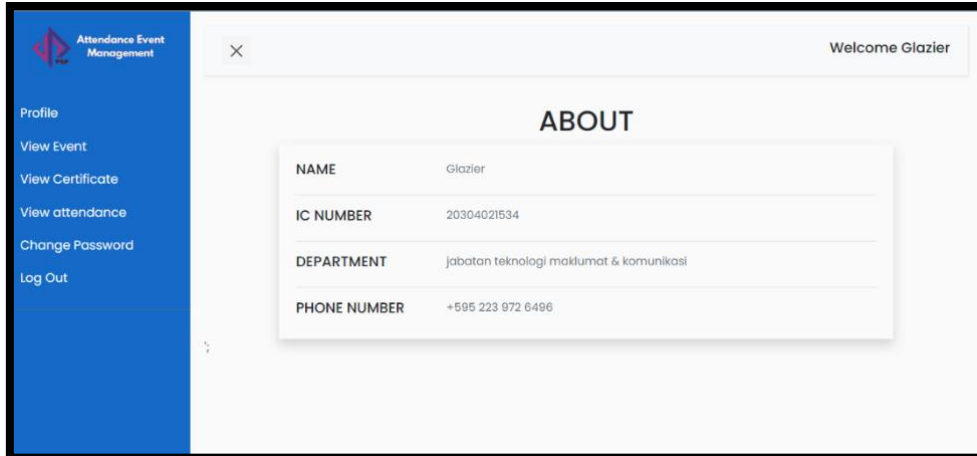 Attendance Event
Management
Welcome Glazier
Profile
View Event
View Certificate
View attendance
Change Password
Log Out
ABOUT
NAME Glazier
IC NUMBER 20304021534
DEPARTMENT jabatan teknologi maklumat & komunikasi
PHONE NUMBER +595 223 972 6496
';